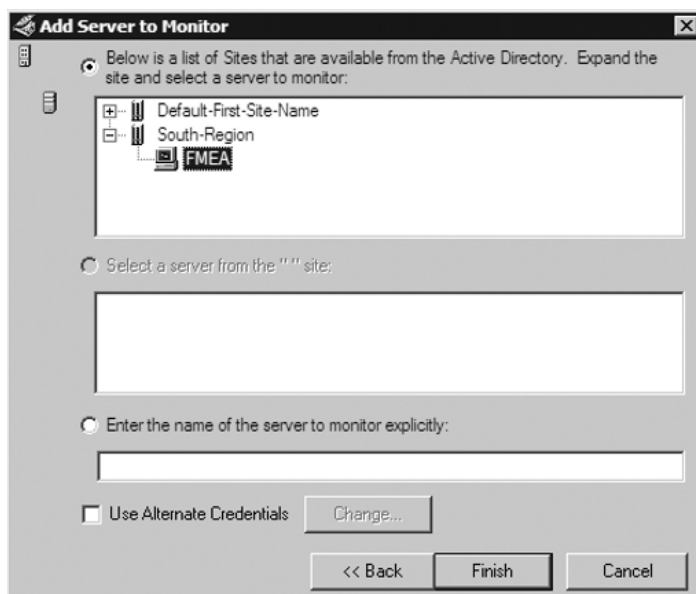 Add Server to Monitor
Below is a list of Sites that are available from the Active Directory. Expand the
site and select a server to monitor:
Default-First-Site-Name
South-Region
FMEA
Select a server from the " " site:
Enter the name of the server to monitor explicitly:
Use Alternate Credentials
Change...
<< Back
Finish
Cancel